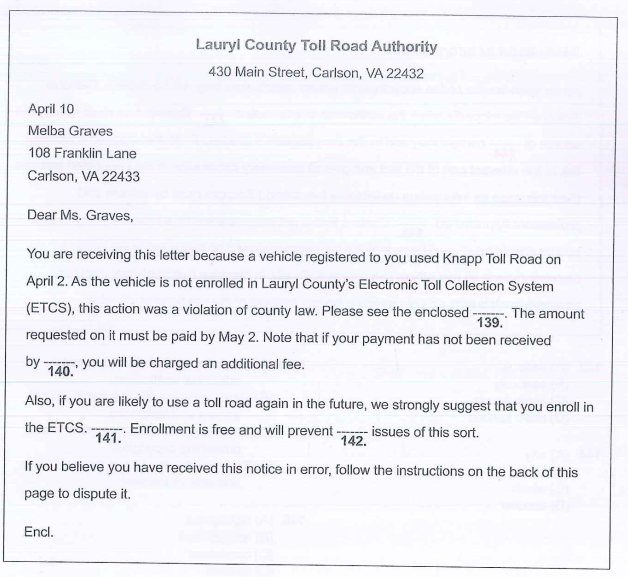 Lauryl County Toll Road Authority
430 Main Street, Carlson, VA 22432
April 10
Melba Graves
108 Franklin Lane
Carlson, VA 22433
Dear Ms. Graves,
You are receiving this letter because a vehicle registered to you used Knapp Toll Road on
April 2. As the vehicle is not enrolled in Lauryl County's Electronic Toll Collection System
(ETCS), this action was a violation of county law. Please see the enclosed -------. The amount
139.
requested on it must be paid by May 2. Note that if your payment has not been received
by -------, you will be charged an additional fee.
140.
Also, if you are likely to use a toll road again in the future, we strongly suggest that you enroll in
the ETCS. -------. Enrollment is free and will prevent ------- issues of this sort.
141. 142.
If you believe you have received this notice in error, follow the instructions on the back of this
page to dispute it.
Encl.